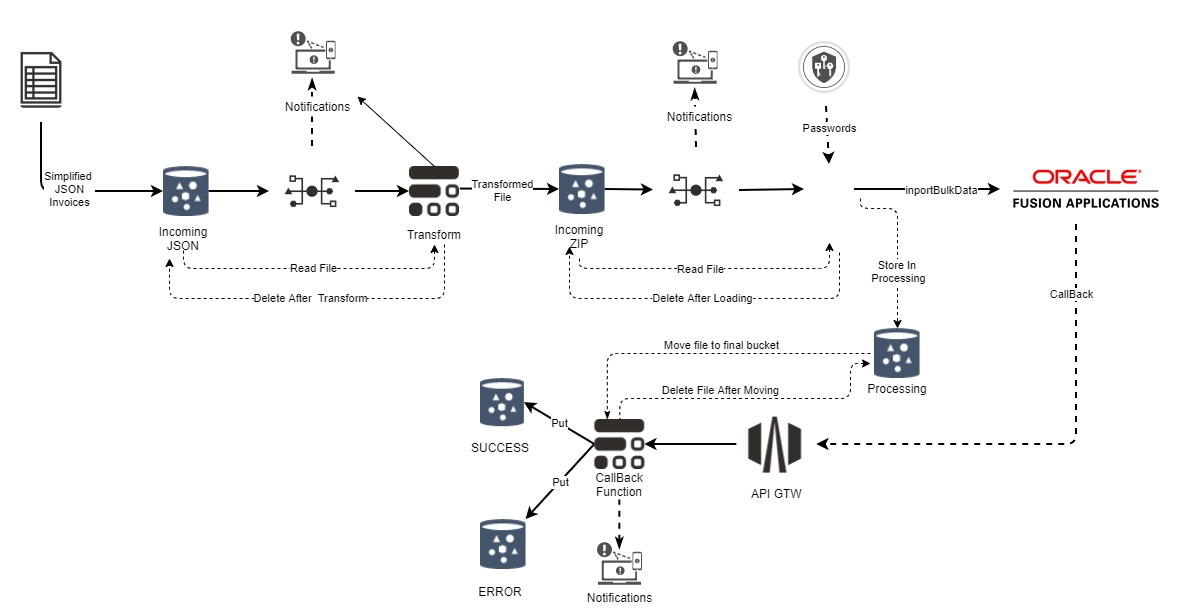 Notifications
Notifications
Passwords
Simplified
JSON
Invoices
Transformed
File
inportBulkData
ORACLE®
FUSION APPLICATIONS
Incoming
JSON
Transform
Incoming
ZIP
Read File
Read File
Store In
Processing
Delete After  Transform
Delete After Loading
CallBack
Move file to final bucket
Processing
Delete File After Moving
Put
SUCCESS
Put
CallBack
Function
API GTW
ERROR
Notifications